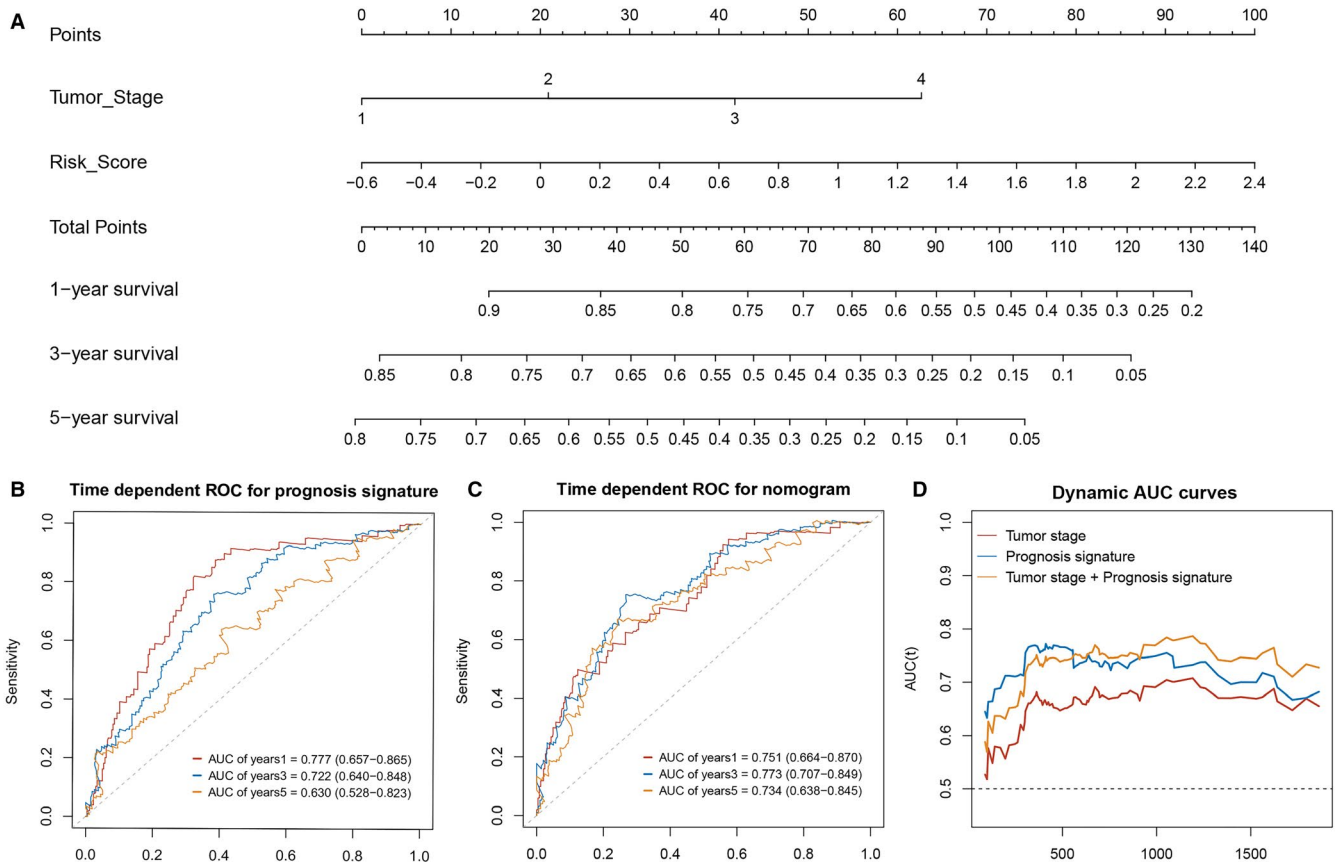 A
0 10 20 30 40 50 60 70 80 90 100
Points
2 4
Tumor_Stage
1 3
Risk_Score
−0.6 −0.4 −0.2 0 0.2 0.4 0.6 0.8 1 1.2 1.4 1.6 1.8 2 2.2 2.4
Total Points
0 10 20 30 40 50 60 70 80 90 100 110 120 130 140
1−year survival
0.9 0.85 0.8 0.75 0.7 0.65 0.6 0.55 0.5 0.45 0.4 0.35 0.3 0.25 0.2
3−year survival
0.85 0.8 0.75 0.7 0.65 0.6 0.55 0.5 0.45 0.4 0.35 0.3 0.25 0.2 0.15 0.1 0.05
5−year survival
0.8 0.75 0.7 0.65 0.6 0.55 0.5 0.45 0.4 0.35 0.3 0.25 0.2 0.15 0.1 0.05
B
Time dependent ROC for prognosis signature
Sensitivity
1.0
0.8
0.6
0.4
0.2
0.0
AUC of years1 = 0.777 (0.657−0.865)
AUC of years3 = 0.722 (0.640−0.848)
AUC of years5 = 0.630 (0.528−0.823)
0.0 0.2 0.4 0.6 0.8 1.0
C
Time dependent ROC for nomogram
Sensitivity
1.0
0.8
0.6
0.4
0.2
0.0
AUC of years1 = 0.751 (0.664−0.870)
AUC of years3 = 0.773 (0.707−0.849)
AUC of years5 = 0.734 (0.638−0.845)
0.0 0.2 0.4 0.6 0.8 1.0
D
Dynamic AUC curves
AUC(t)
1.0
0.9
0.8
0.7
0.6
0.5
Tumor stage
Prognosis signature
Tumor stage + Prognosis signature
500 1000 1500